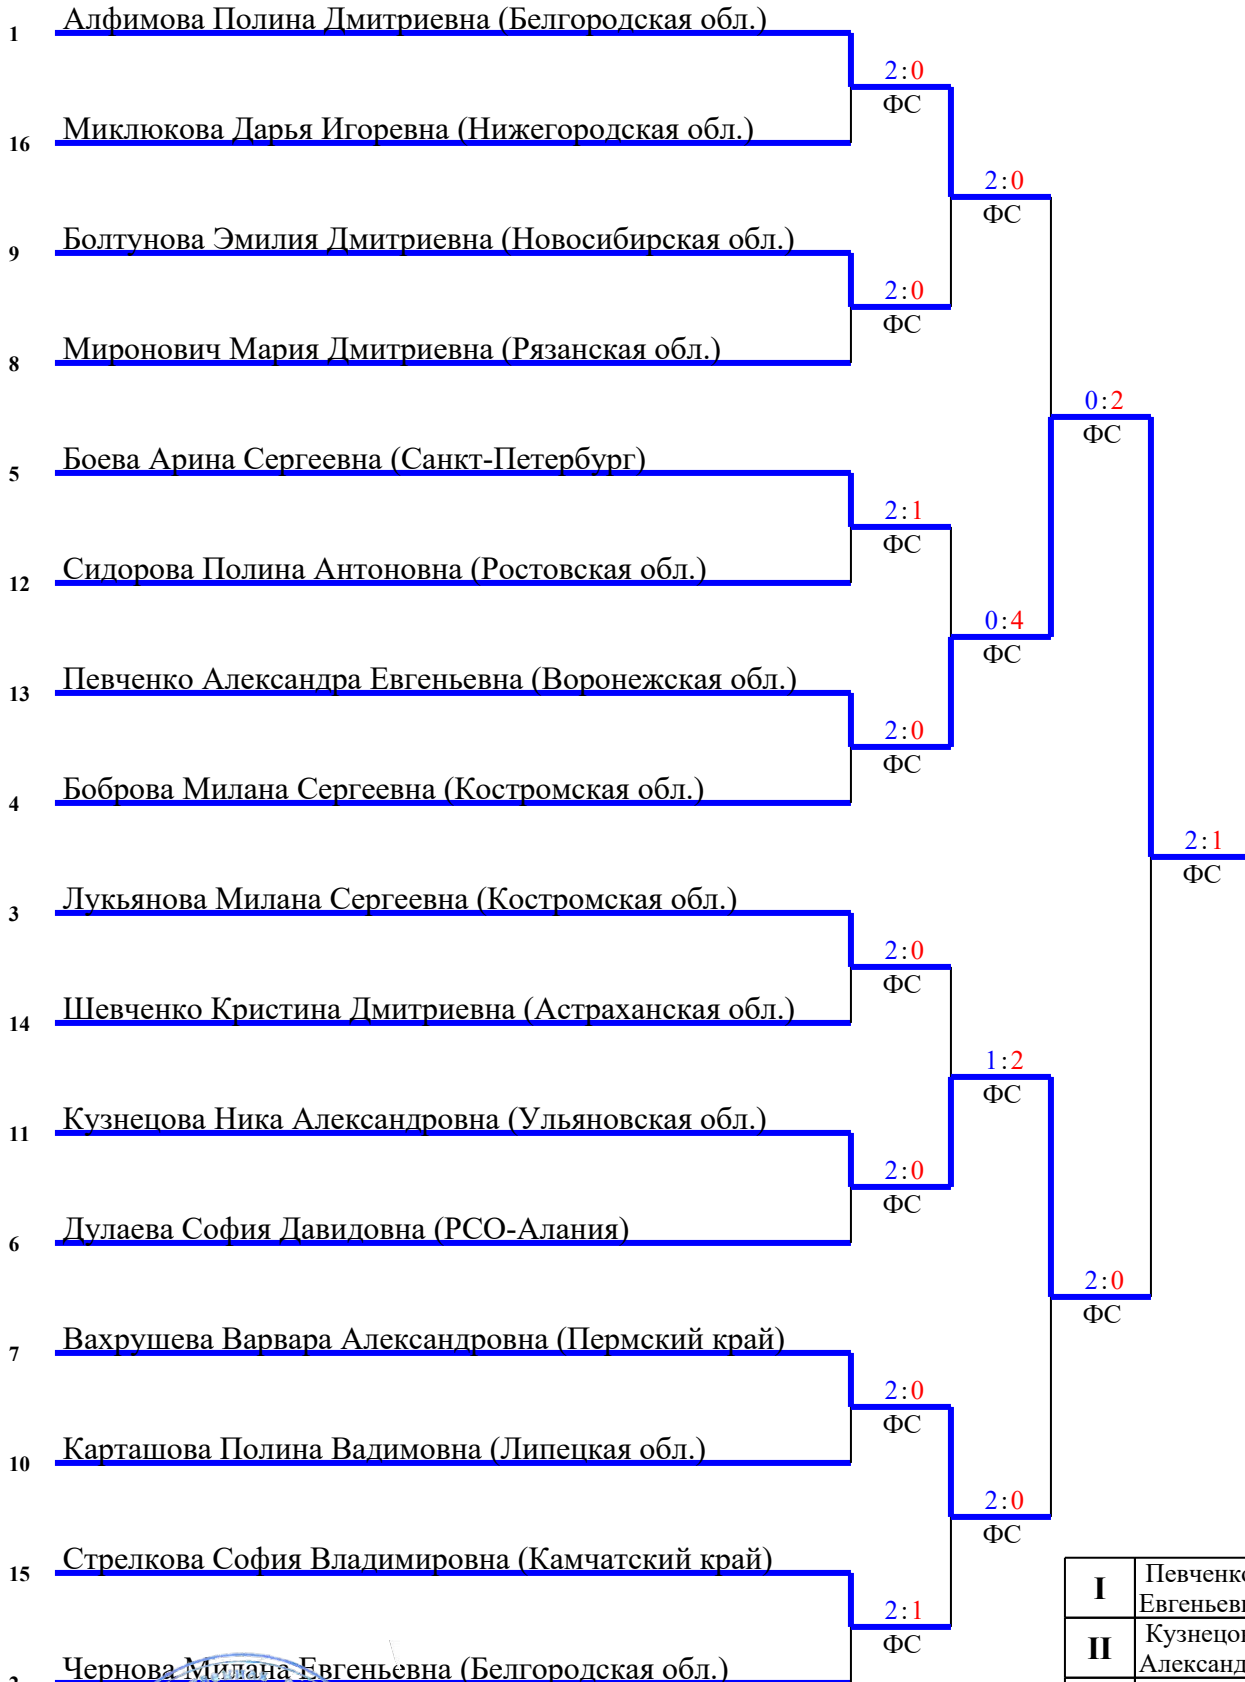 1 Алфимова Полина Дмитриевна (Белгородская обл.)
2:0
ФС
16 Миклюкова Дарья Игоревна (Нижегородская обл.)
2:0
ФС
9 Болтунова Эмилия Дмитриевна (Новосибирская обл.)
2:0
ФС
8 Миронович Мария Дмитриевна (Рязанская обл.)
0:2
ФС
5 Боева Арина Сергеевна (Санкт-Петербург)
2:1
ФС
12 Сидорова Полина Антоновна (Ростовская обл.)
0:4
ФС
13 Певченко Александра Евгеньевна (Воронежская обл.)
2:0
ФС
4 Боброва Милана Сергеевна (Костромская обл.)
2:1
ФС
3 Лукьянова Милана Сергеевна (Костромская обл.)
2:0
ФС
14 Шевченко Кристина Дмитриевна (Астраханская обл.)
1:2
ФС
11 Кузнецова Ника Александровна (Ульяновская обл.)
2:0
ФС
6 Дулаева София Давидовна (РСО-Алания)
2:0
ФС
7 Вахрушева Варвара Александровна (Пермский край)
2:0
ФС
10 Карташова Полина Вадимовна (Липецкая обл.)
2:0
ФС
15 Стрелкова София Владимировна (Камчатский край)
2:1
ФС
Чернова Милана Евгеньевна (Белгородская обл.)
I Певченко
Евгеньев
II Кузнецов
Александ